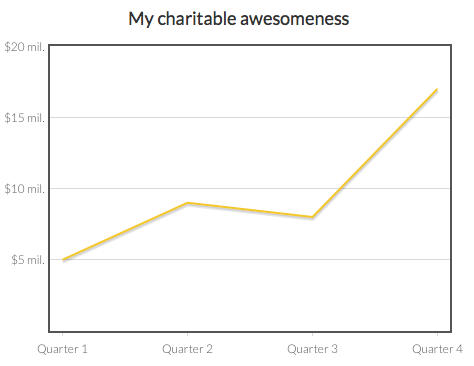 My charitable awesomeness
$20 mil.
$15 mil.
$10 mil.
$5 mil.
Quarter 1 Quarter 2 Quarter 3 Quarter 4